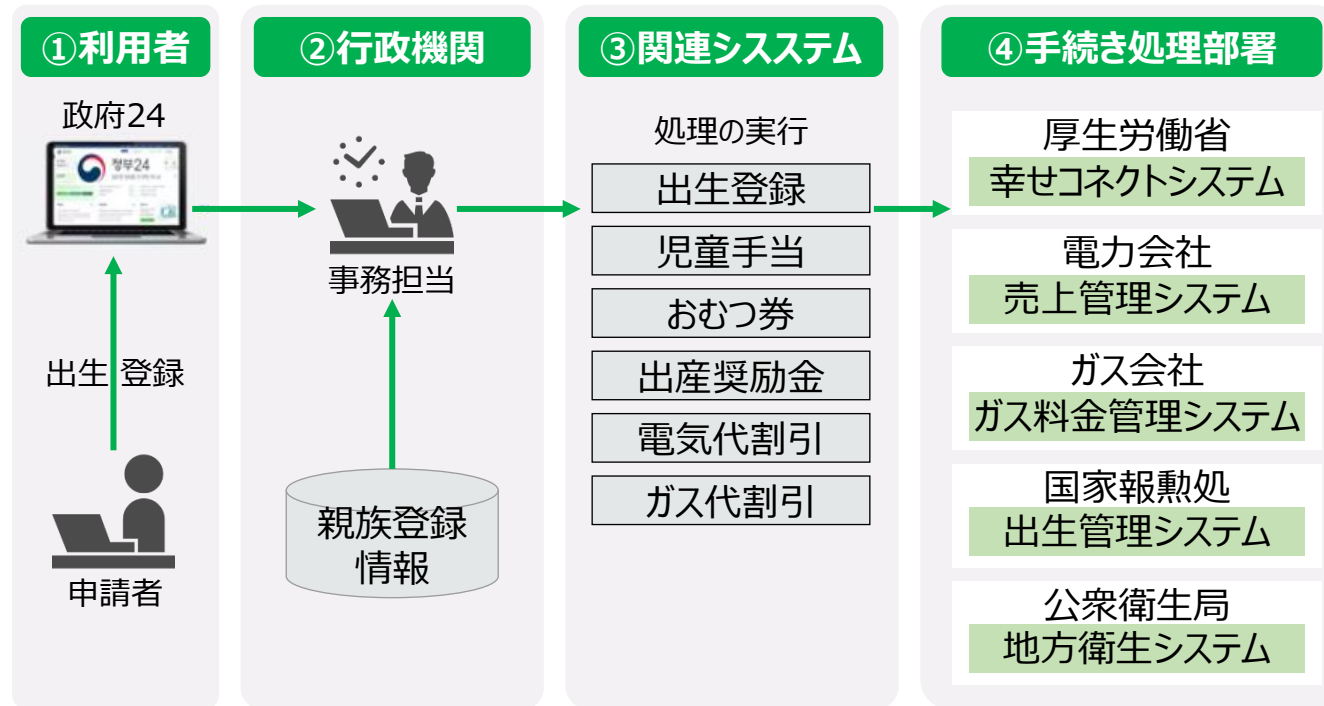 ①利用者
政府24
정부24
出生 登録
申請者
②行政機関
事務担当
親族登録
情報
③関連シスステム
処理の実行
出生登録
児童手当
おむつ券
出産奨励金
電気代割引
ガス代割引
④手続き処理部署
厚生労働省
幸せコネクトシステム
電力会社
売上管理システム
ガス会社
ガス料金管理システム
国家報勲処
出生管理システム
公衆衛生局
地方衛生システム